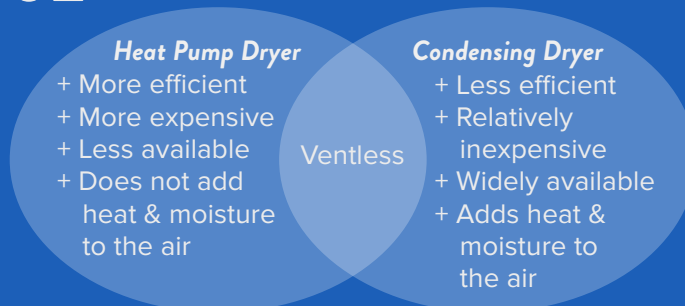 Heat Pump Dryer
+ More efficient
+ More expensive
+ Less available
+ Does not add
heat & moisture
to the air
Ventless
Condensing Dryer
+ Less efficient
+ Relatively
inexpensive
+ Widely available
+ Adds heat &
moisture to
the air